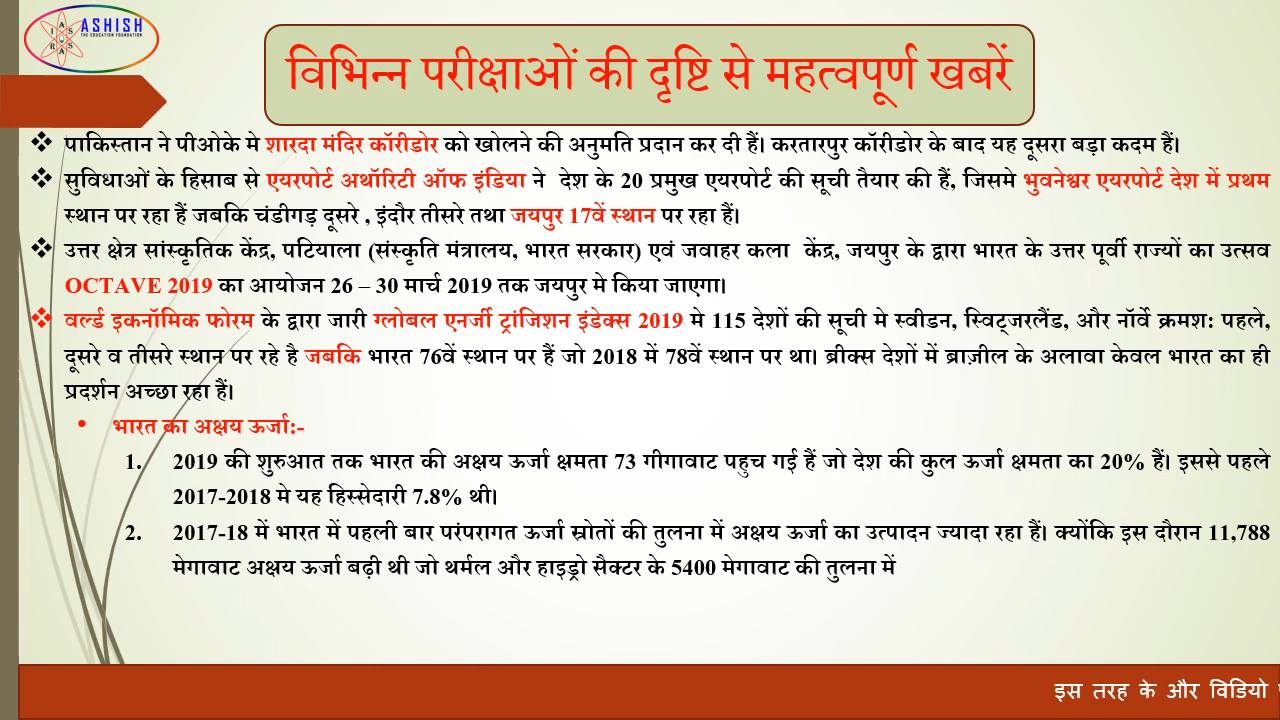 ASHISH
THE EDUCATION FOUNDATION
विभिन्न परीक्षाओं की दृष्टि से महत्वपूर्ण खबरें
❖ पाकिस्तान ने पीओके मे शारदा मंदिर कॉरीडोर को खोलने की अनुमति प्रदान कर दी हैं। करतारपुर कॉरीडोर के बाद यह दूसरा बड़ा कदम हैं।
❖ सुविधाओं के हिसाब से एयरपोर्ट अथॉरिटी ऑफ इंडिया ने देश के 20 प्रमुख एयरपोर्ट की सूची तैयार की हैं, जिसमे भुवनेश्वर एयरपोर्ट देश में प्रथम
स्थान पर रहा हैं जबकि चंडीगड़ दूसरे , इंदौर तीसरे तथा जयपुर 17वें स्थान पर रहा हैं।
❖ उत्तर क्षेत्र सांस्कृतिक केंद्र, पटियाला (संस्कृति मंत्रालय, भारत सरकार) एवं जवाहर कला केंद्र, जयपुर के द्वारा भारत के उत्तर पूर्वी राज्यों का उत्सव
OCTAVE 2019 का आयोजन 26 – 30 मार्च 2019 तक जयपुर मे किया जाएगा।
❖ वर्ल्ड इकनॉमिक फोरम के द्वारा जारी ग्लोबल एनर्जी ट्रांजिशन इंडेक्स 2019 मे 115 देशों की सूची मे स्वीडन, स्विट्जरलैंड, और नॉर्वे क्रमश: पहले,
दूसरे व तीसरे स्थान पर रहे है जबकि भारत 76वें स्थान पर हैं जो 2018 में 78वें स्थान पर था। ब्रीक्स देशों में ब्राज़ील के अलावा केवल भारत का ही
प्रदर्शन अच्छा रहा हैं।
• भारत का अक्षय ऊर्जा:-
1. 2019 की शुरुआत तक भारत की अक्षय ऊर्जा क्षमता 73 गीगावाट पहुच गई हैं जो देश की कुल ऊर्जा क्षमता का 20% हैं। इससे पहले
2017-2018 मे यह हिस्सेदारी 7.8% थी।
2. 2017-18 में भारत में पहली बार परंपरागत ऊर्जा स्रोतों की तुलना में अक्षय ऊर्जा का उत्पादन ज्यादा रहा हैं। क्योंकि इस दौरान 11,788
मेगावाट अक्षय ऊर्जा बढ़ी थी जो थर्मल और हाइड्रो सैक्टर के 5400 मेगावाट की तुलना में
इस तरह के और विडियो